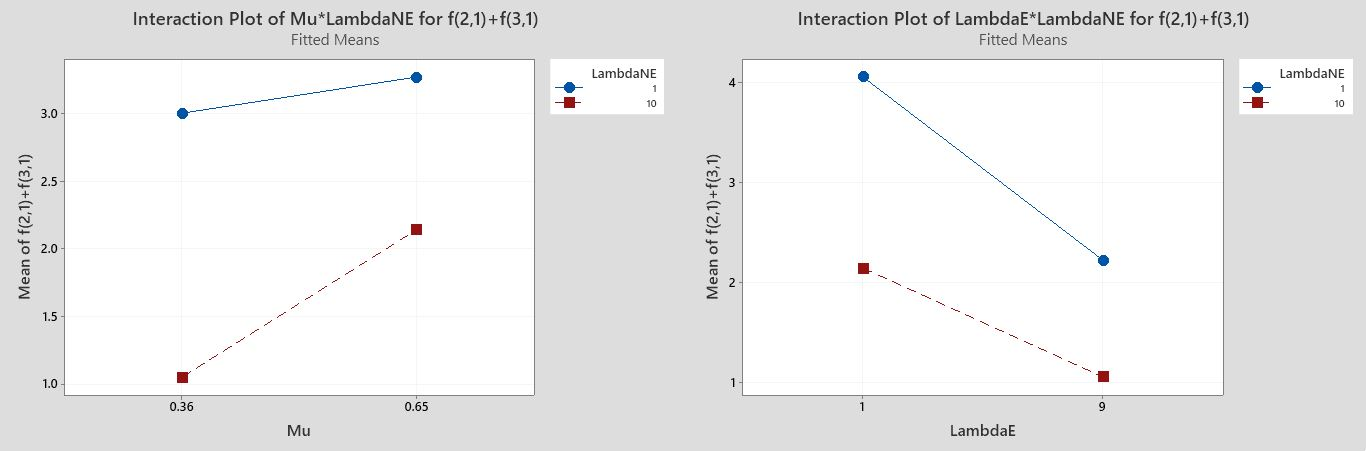 Interaction Plot of Mu*LambdaNE for f(2,1)+f(3,1)
Fitted Means
Mean of f(2,1)+f(3,1)
3.0
2.5
2.0
1.5
1.0
0.36
0.65
Mu
LambdaNE
1
10
Interaction Plot of LambdaE*LambdaNE for f(2,1)+f(3,1)
Fitted Means
Mean of f(2,1)+f(3,1)
4
3
2
1
1
9
LambdaE
LambdaNE
1
10